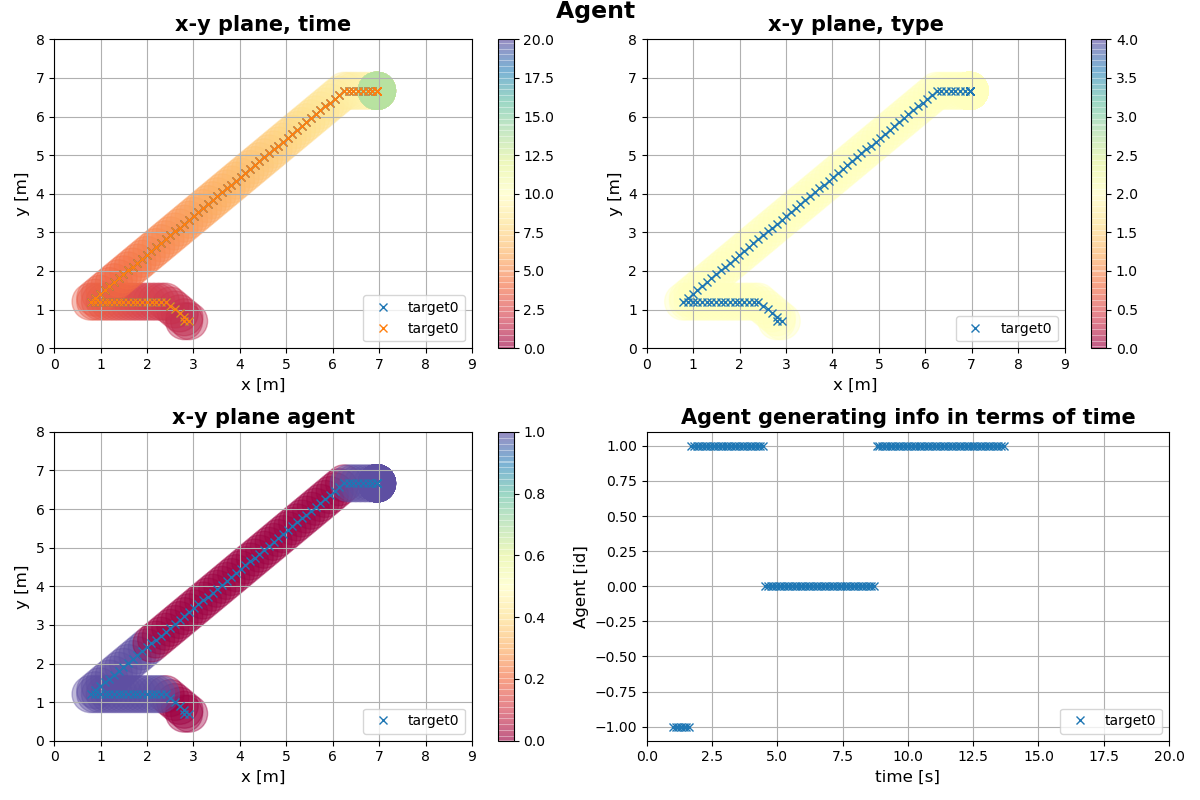 Agent
x-y plane, time
8
7
6
5
4
3
2
1
0
y [m]
0 1 2 3 4 5 6 7 8 9
x [m]
target0
target0
20.0
17.5
15.0
12.5
10.0
7.5
5.0
2.5
0.0
x-y plane, type
8
7
6
5
4
3
2
1
0
y [m]
0 1 2 3 4 5 6 7 8 9
x [m]
target0
4.0
3.5
3.0
2.5
2.0
1.5
1.0
0.5
0.0
x-y plane agent
8
7
6
5
4
3
2
1
0
y [m]
0 1 2 3 4 5 6 7 8 9
x [m]
target0
1.0
0.8
0.6
0.4
0.2
0.0
Agent generating info in terms of time
1.00
0.75
0.50
0.25
0.00
−0.25
−0.50
−0.75
−1.00
Agent [id]
0.0 2.5 5.0 7.5 10.0 12.5 15.0 17.5 20.0
time [s]
target0